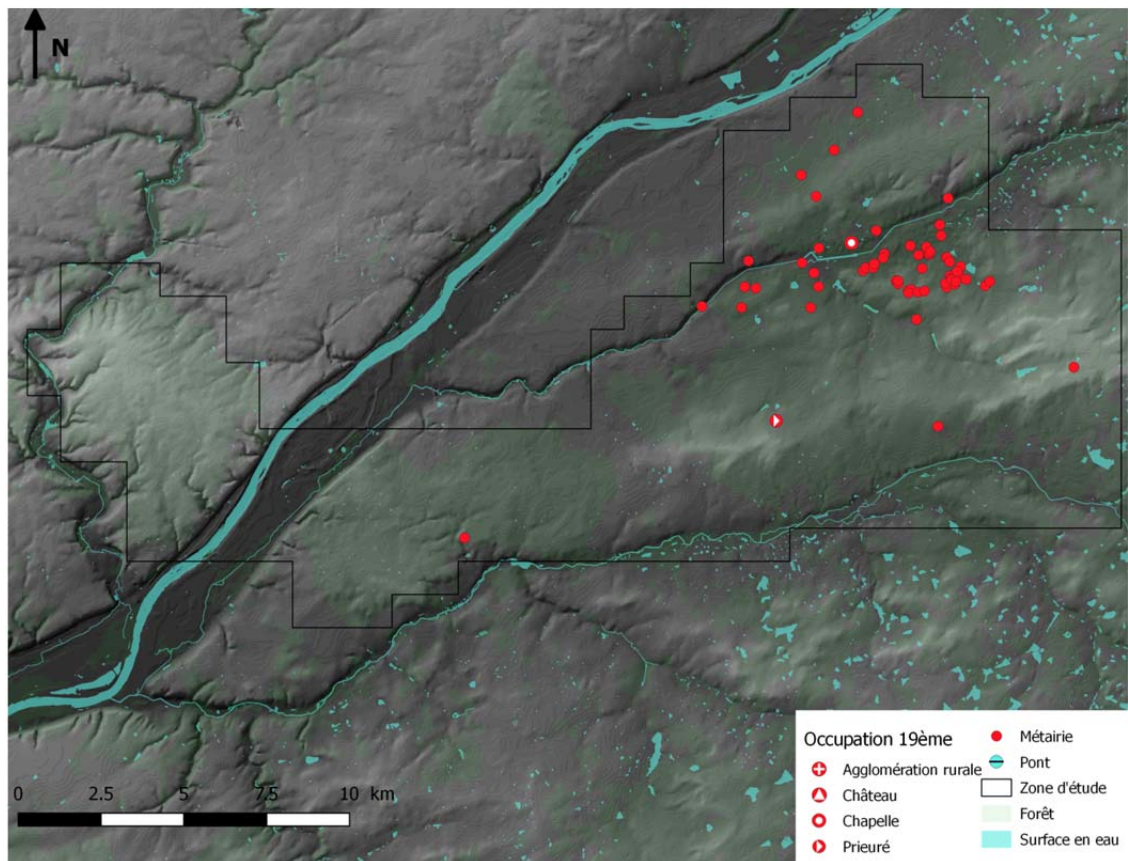 N
0 2.5 5 7.5 10 km
Occupation 19ème
Agglomération rurale
Château
Chapelle
Prieuré
Métairie
Pont
Zone d'étude
Forêt
Surface en eau